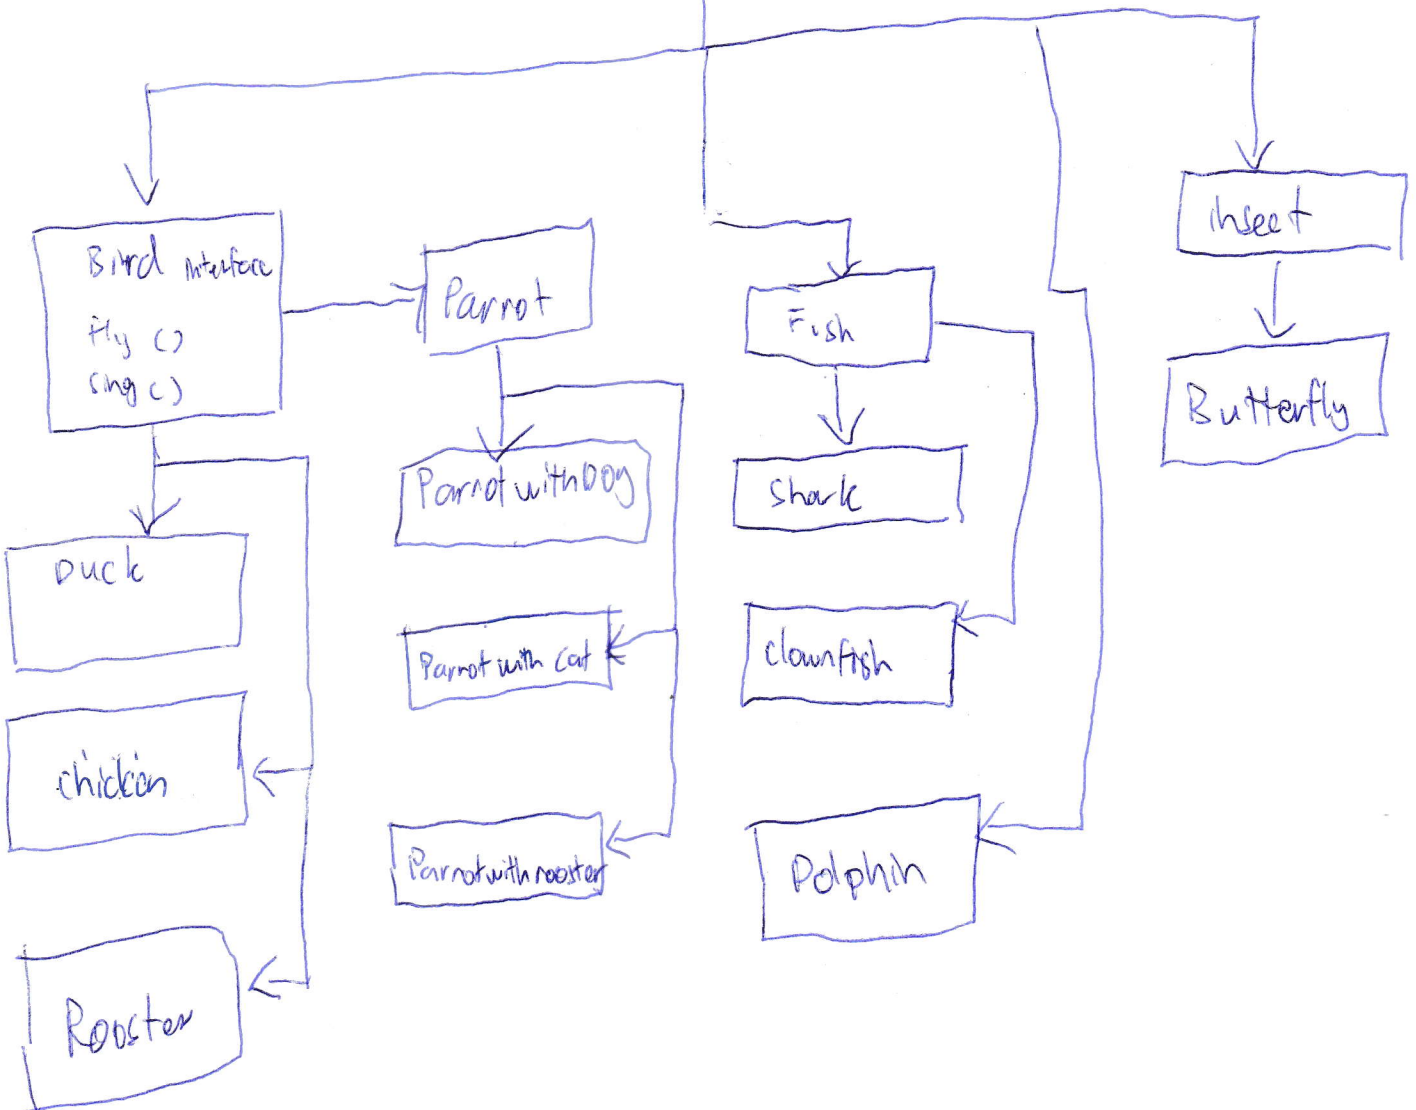 Bird interface
fly ()
sing ()
Parrot
Fish
insect
Butterfly
Parrot with Dog
Shark
Duck
Parrot with cat
clownfish
chicken
Parrot with rooster
Dolphin
Rooster